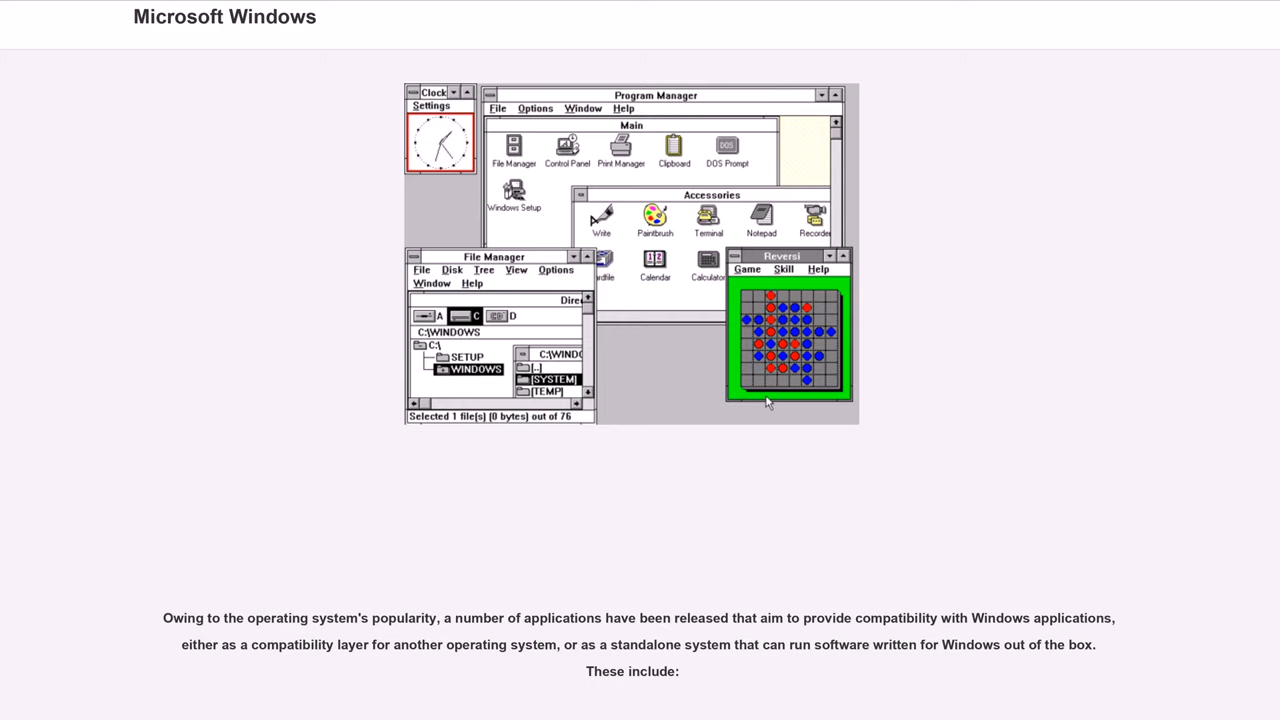 Microsoft Windows
Clock
Settings
Program Manager
File Options Window Help
Main
File Manager Control Panel Print Manager Clipboard DOS Prompt
DOS
Windows Setup
Accessories
Write Paintbrush Terminal Notepad Recorder
rdfile Calendar Calculator
File Manager
File Disk Tree View Options
Window Help
Direc
A C D
C:\WINDOWS
C:\
SETUP
WINDOWS
C:\WINDO
[..]
[SYSTEM]
[TEMP]
Selected 1 file(s) (0 bytes) out of 76
Reversi
Game Skill Help
Owing to the operating system's popularity, a number of applications have been released that aim to provide compatibility with Windows applications,
either as a compatibility layer for another operating system, or as a standalone system that can run software written for Windows out of the box.
These include: